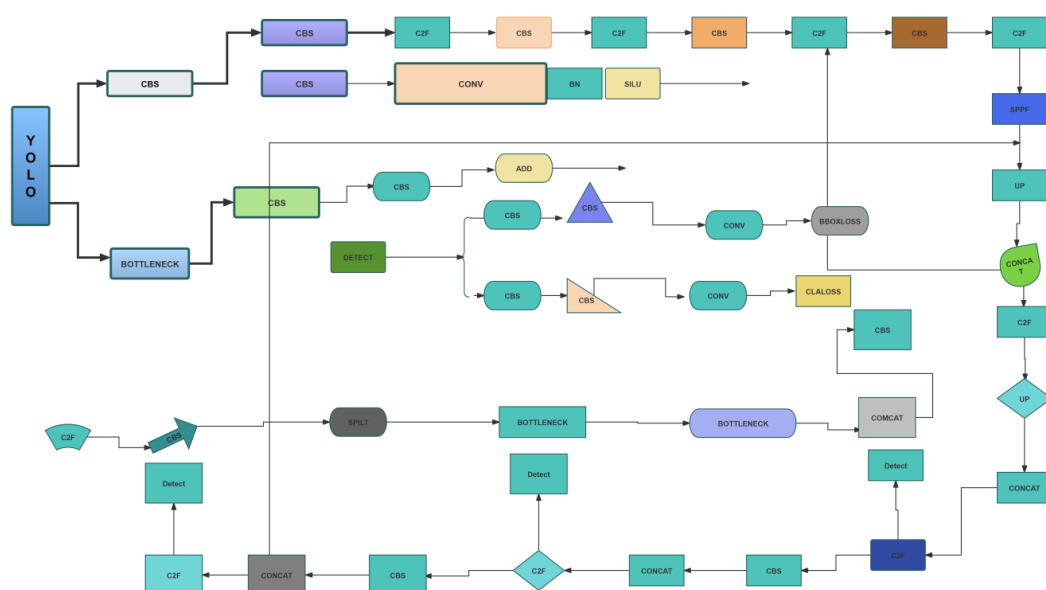 CBS
C2F
CBS
C2F
CBS
C2F
CBS
C2F
CBS
CBS
CONV
BN
SILU
SPPF
Y
O
L
O
ADD
CBS
UP
CBS
CBS
CBS
CONV
BBOXLOSS
BOTTLENECK
DETECT
CONCA
T
CBS
CBS
CONV
CLALOSS
CBS
C2F
UP
C2F
CBS
SPILT
BOTTLENECK
BOTTLENECK
COMCAT
Detect
Detect
Detect
CONCAT
C2F
CONCAT
CBS
C2F
CONCAT
CBS
C2F